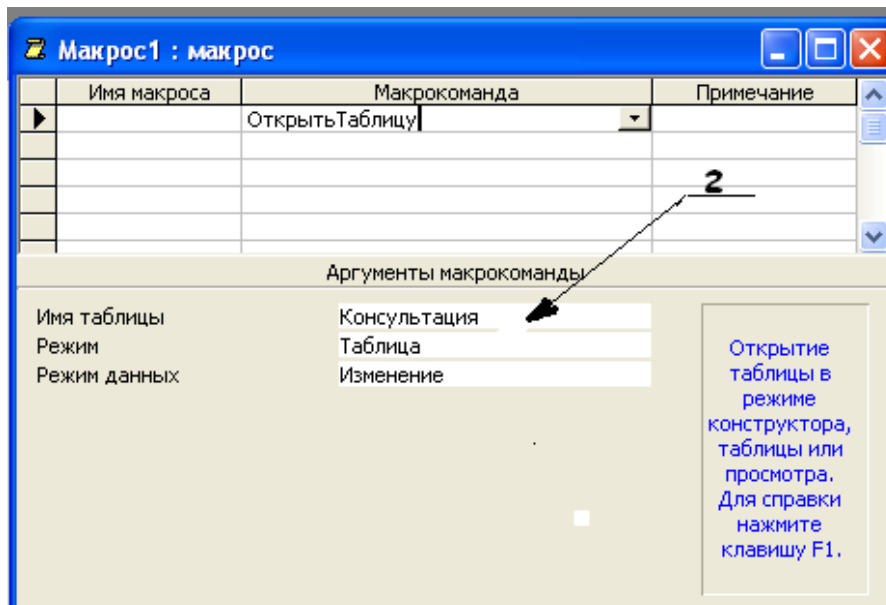 Макрос1 : макрос
Имя макроса Макрокоманда Примечание
ОткрытьТаблицу
2
Аргументы макрокоманды
Имя таблицы Консультация
Режим Таблица
Режим данных Изменение
Открытие
таблицы в
режиме
конструктора,
таблицы или
просмотра.
Для справки
нажмите
клавишу F1.